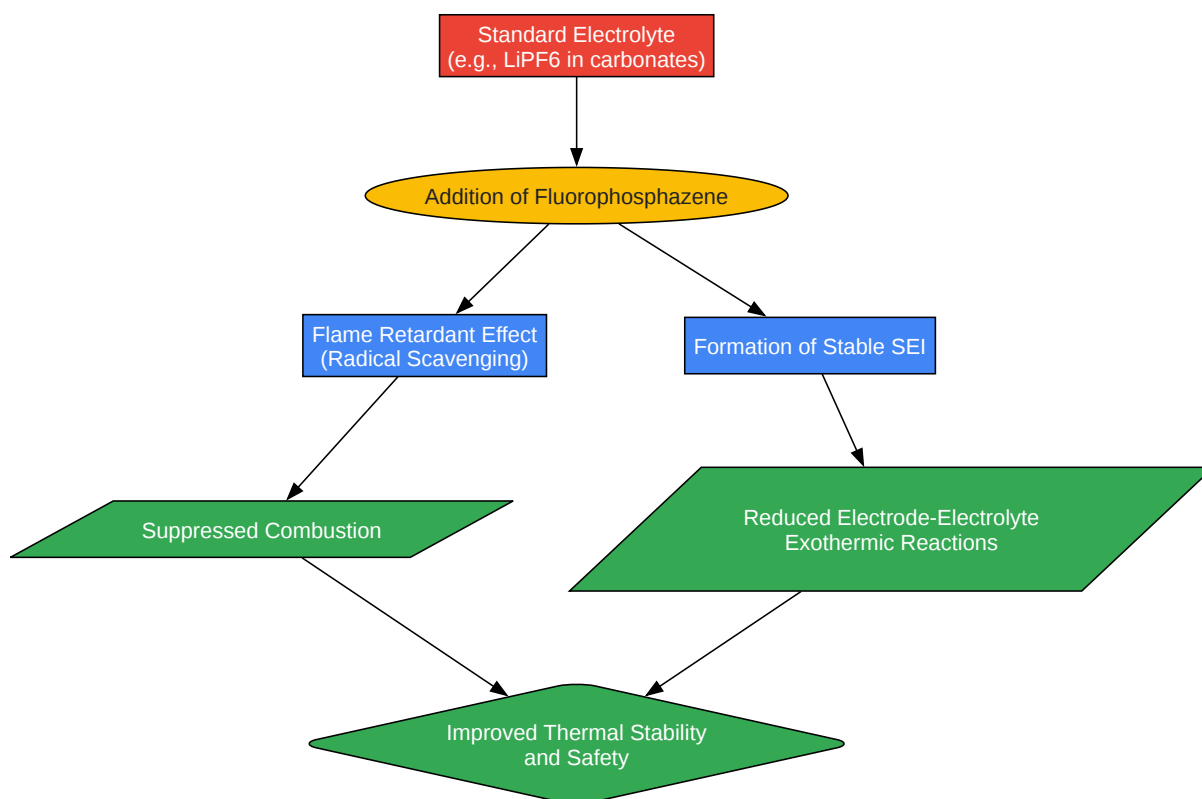 Standard Electrolyte
(e.g., LiPF6 in carbonates)
Addition of Fluorophosphazene
Flame Retardant Effect
(Radical Scavenging)
Formation of Stable SEI
Suppressed Combustion
Reduced Electrode-Electrolyte
Exothermic Reactions
Improved Thermal Stability
and Safety